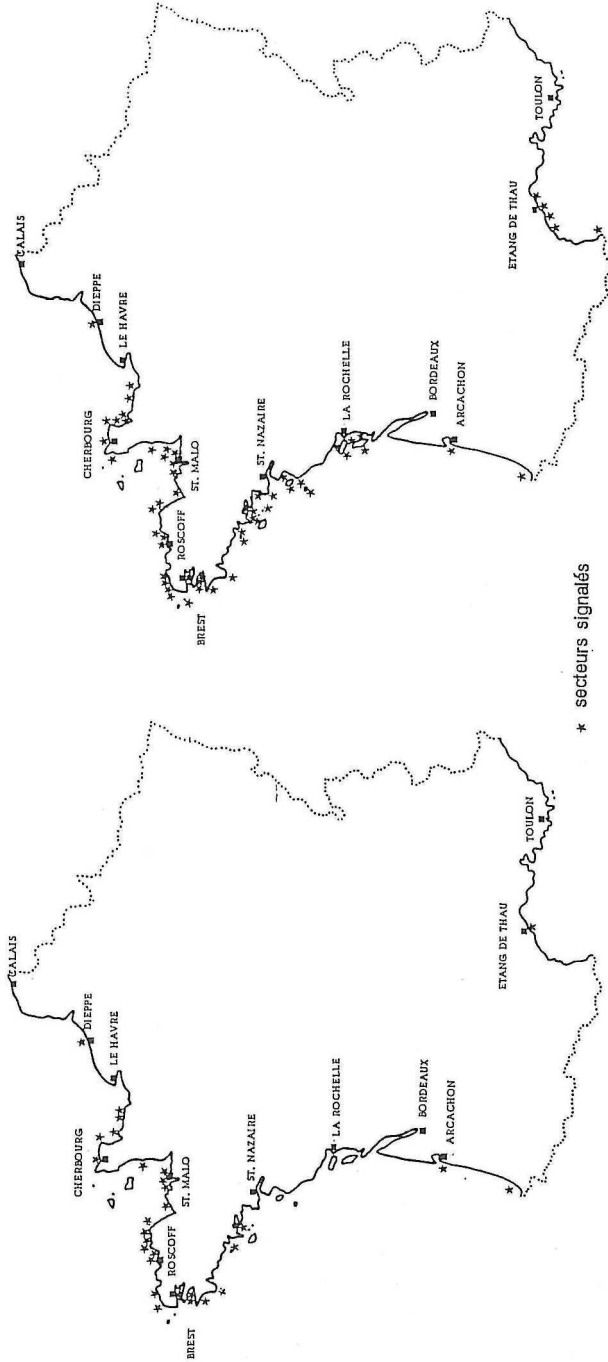 CALAIS
DIEPPE
LE HAVRE
CHERBOURG
ST. MALO
ROSCOFF
BREST
ST. NAZAIRE
LA ROCHELLE
BORDEAUX
ARCACHON
ETANG DE THAU
TOULON
CALAIS
DIEPPE
LE HAVRE
CHERBOURG
ST. MALO
ROSCOFF
BREST
ST. NAZAIRE
LA ROCHELLE
BORDEAUX
ARCACHON
ETANG DE THAU
TOULON
* secteurs signalés